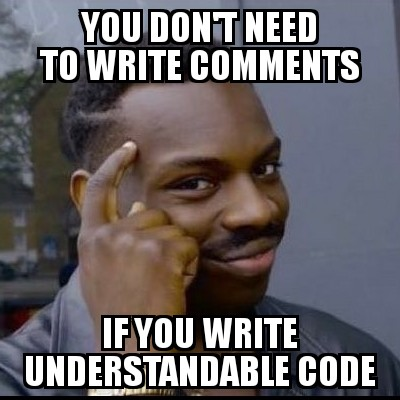 YOU DON'T NEED
TO WRITE COMMENTS
IF YOU WRITE
UNDERSTANDABLE CODE